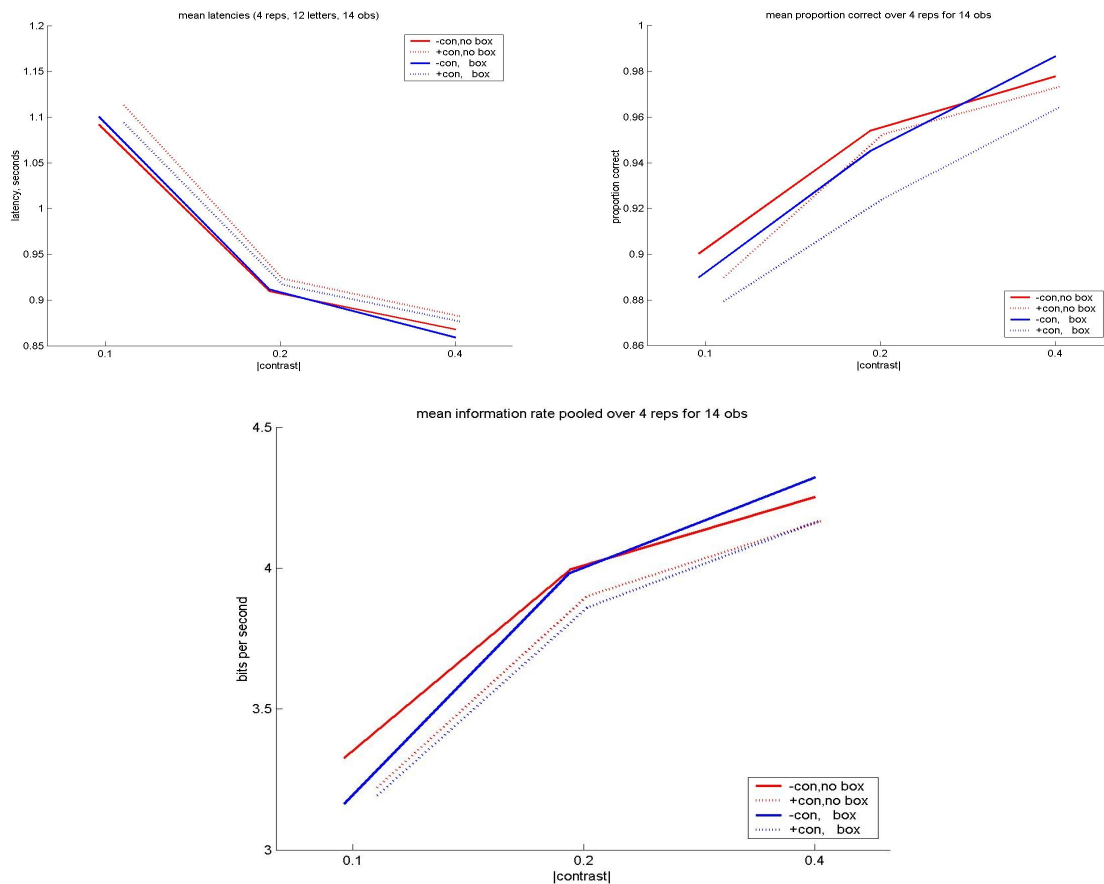 mean latencies (4 reps, 12 letters, 14 obs)
1.2
1.15
1.1
1.05
1
0.95
0.9
0.85
latency, seconds
0.1
0.2
0.4
|contrast|
-con,no box
+con,no box
-con, box
+con, box
mean proportion correct over 4 reps for 14 obs
1
0.98
0.96
0.94
0.92
0.9
0.88
0.86
proportion correct
0.1
0.2
0.4
|contrast|
-con,no box
+con,no box
-con, box
+con, box
mean information rate pooled over 4 reps for 14 obs
4.5
4
3.5
3
bits per second
0.1
0.2
0.4
|contrast|
-con,no box
+con,no box
-con, box
+con, box